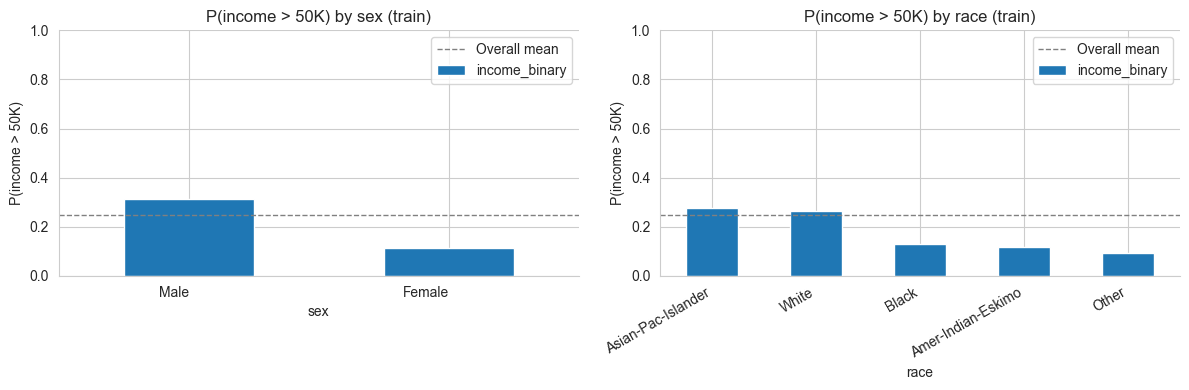 P(income > 50K) by sex (train)
P(income > 50K)
1.0
0.8
0.6
0.4
0.2
0.0
Overall mean
income_binary
Male
Female
sex
P(income > 50K) by race (train)
P(income > 50K)
1.0
0.8
0.6
0.4
0.2
0.0
Overall mean
income_binary
Asian-Pac-Islander
White
Black
Amer-Indian-Eskimo
Other
race